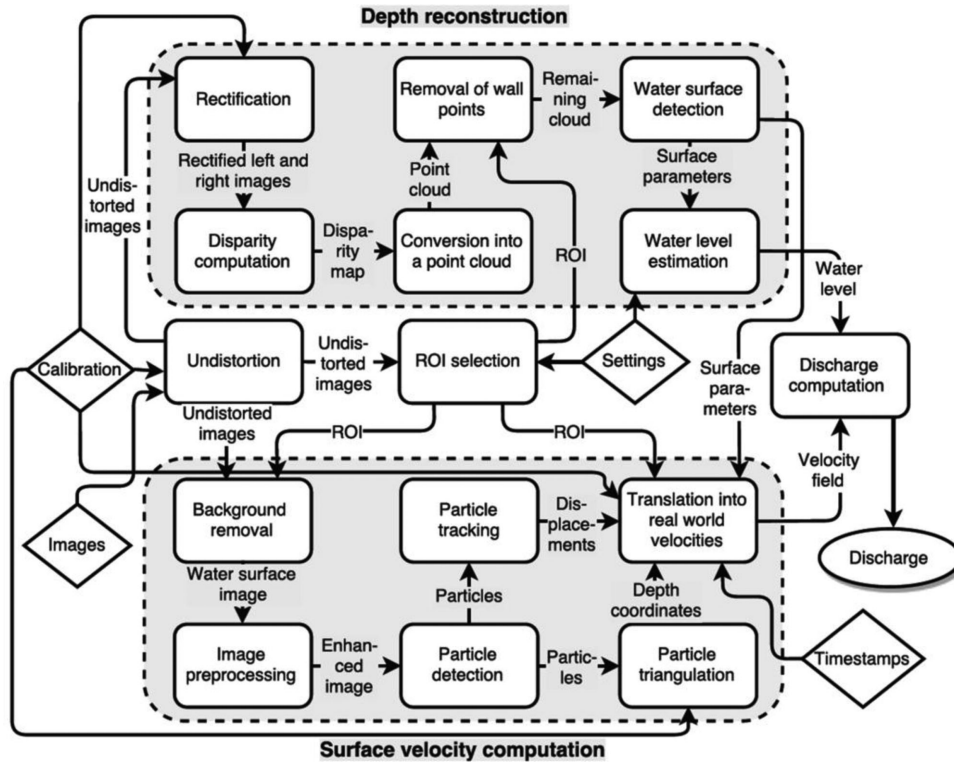 Depth reconstruction
Rectification
Removal of wall
points
Remai-
ning
cloud
Water surface
detection
Rectified left and
right images
Point
cloud
Surface
parameters
Undis-
torted
images
Disparity
computation
Dispa-
rity
map
Conversion into
a point cloud
ROI
Water level
estimation
Water
level
Calibration
Undistortion
Undis-
torted
images
ROI selection
Settings
Surface
para-
meters
Discharge
computation
Undistorted
images
ROI
ROI
Velocity
field
Images
Background
removal
Particle
tracking
Dis-
place-
ments
Translation into
real world
velocities
Discharge
Water surface
image
Particles
Depth
coordinates
Image
preprocessing
Enhan-
ced
image
Particle
detection
Partic-
les
Particle
triangulation
Timestamps
Surface velocity computation